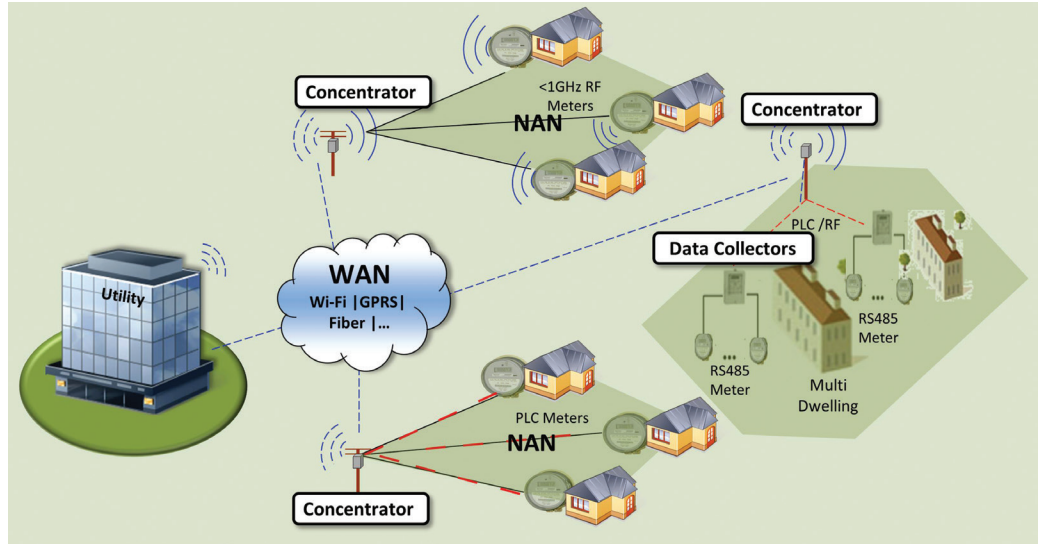 Concentrator
<1GHz RF
Meters
NAN
Concentrator
PLC /RF
Data Collectors
RS485
Meter
RS485
Meter
Multi
Dwelling
Utility
WAN
Wi-Fi |GPRS|
Fiber |...
PLC Meters
NAN
Concentrator